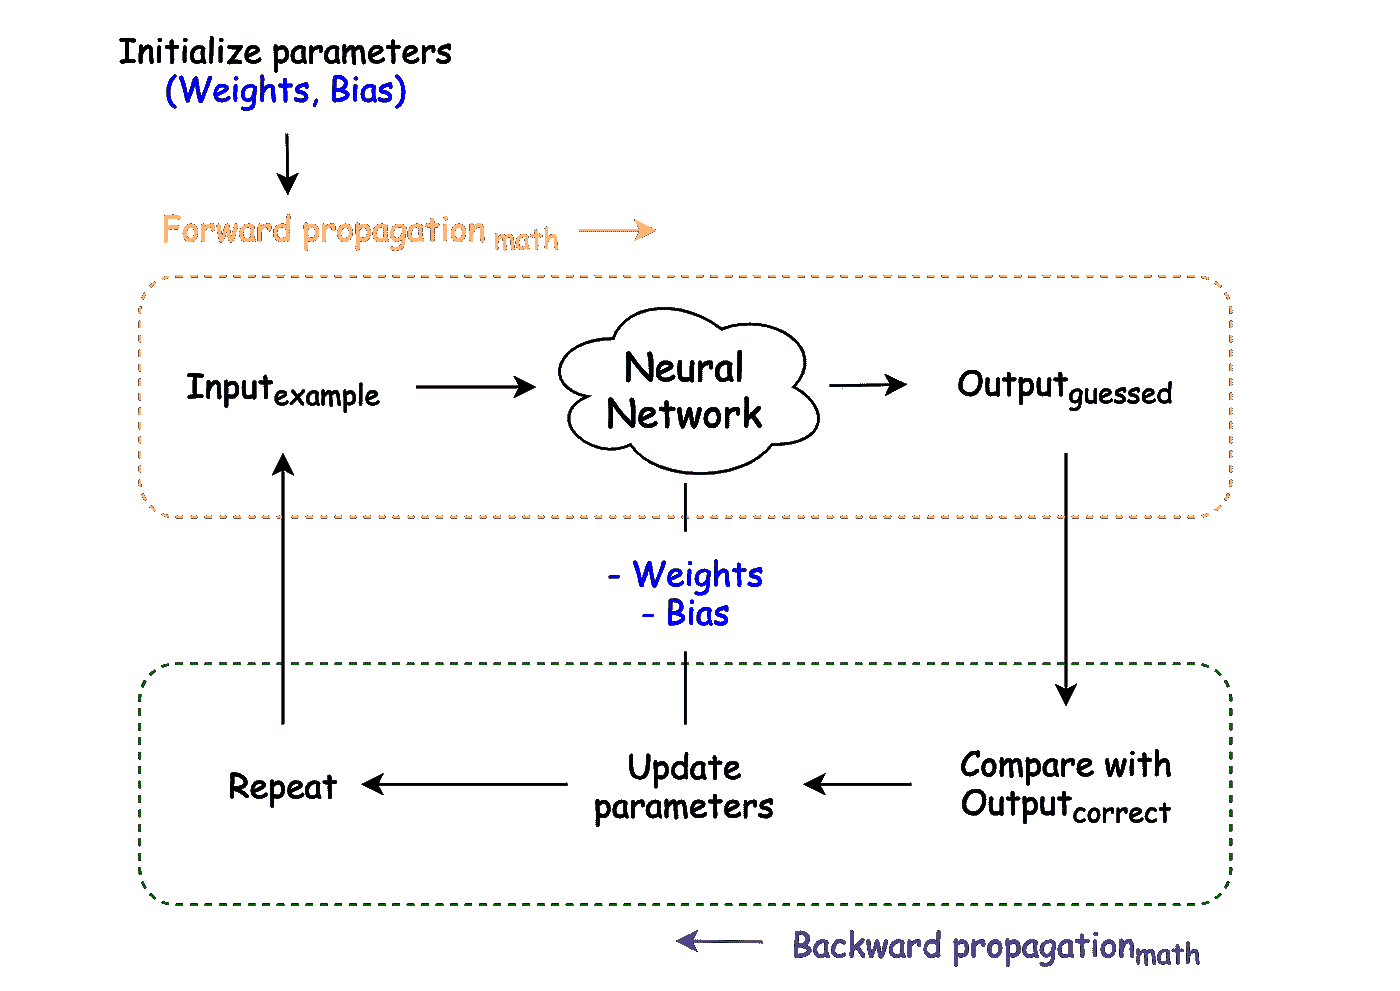 Initialize parameters
(Weights, Bias)
Forward propagation math
Input example
Neural
Network
Output guessed
- Weights
- Bias
Repeat
Update
parameters
Compare with
Output correct
Backward propagation math